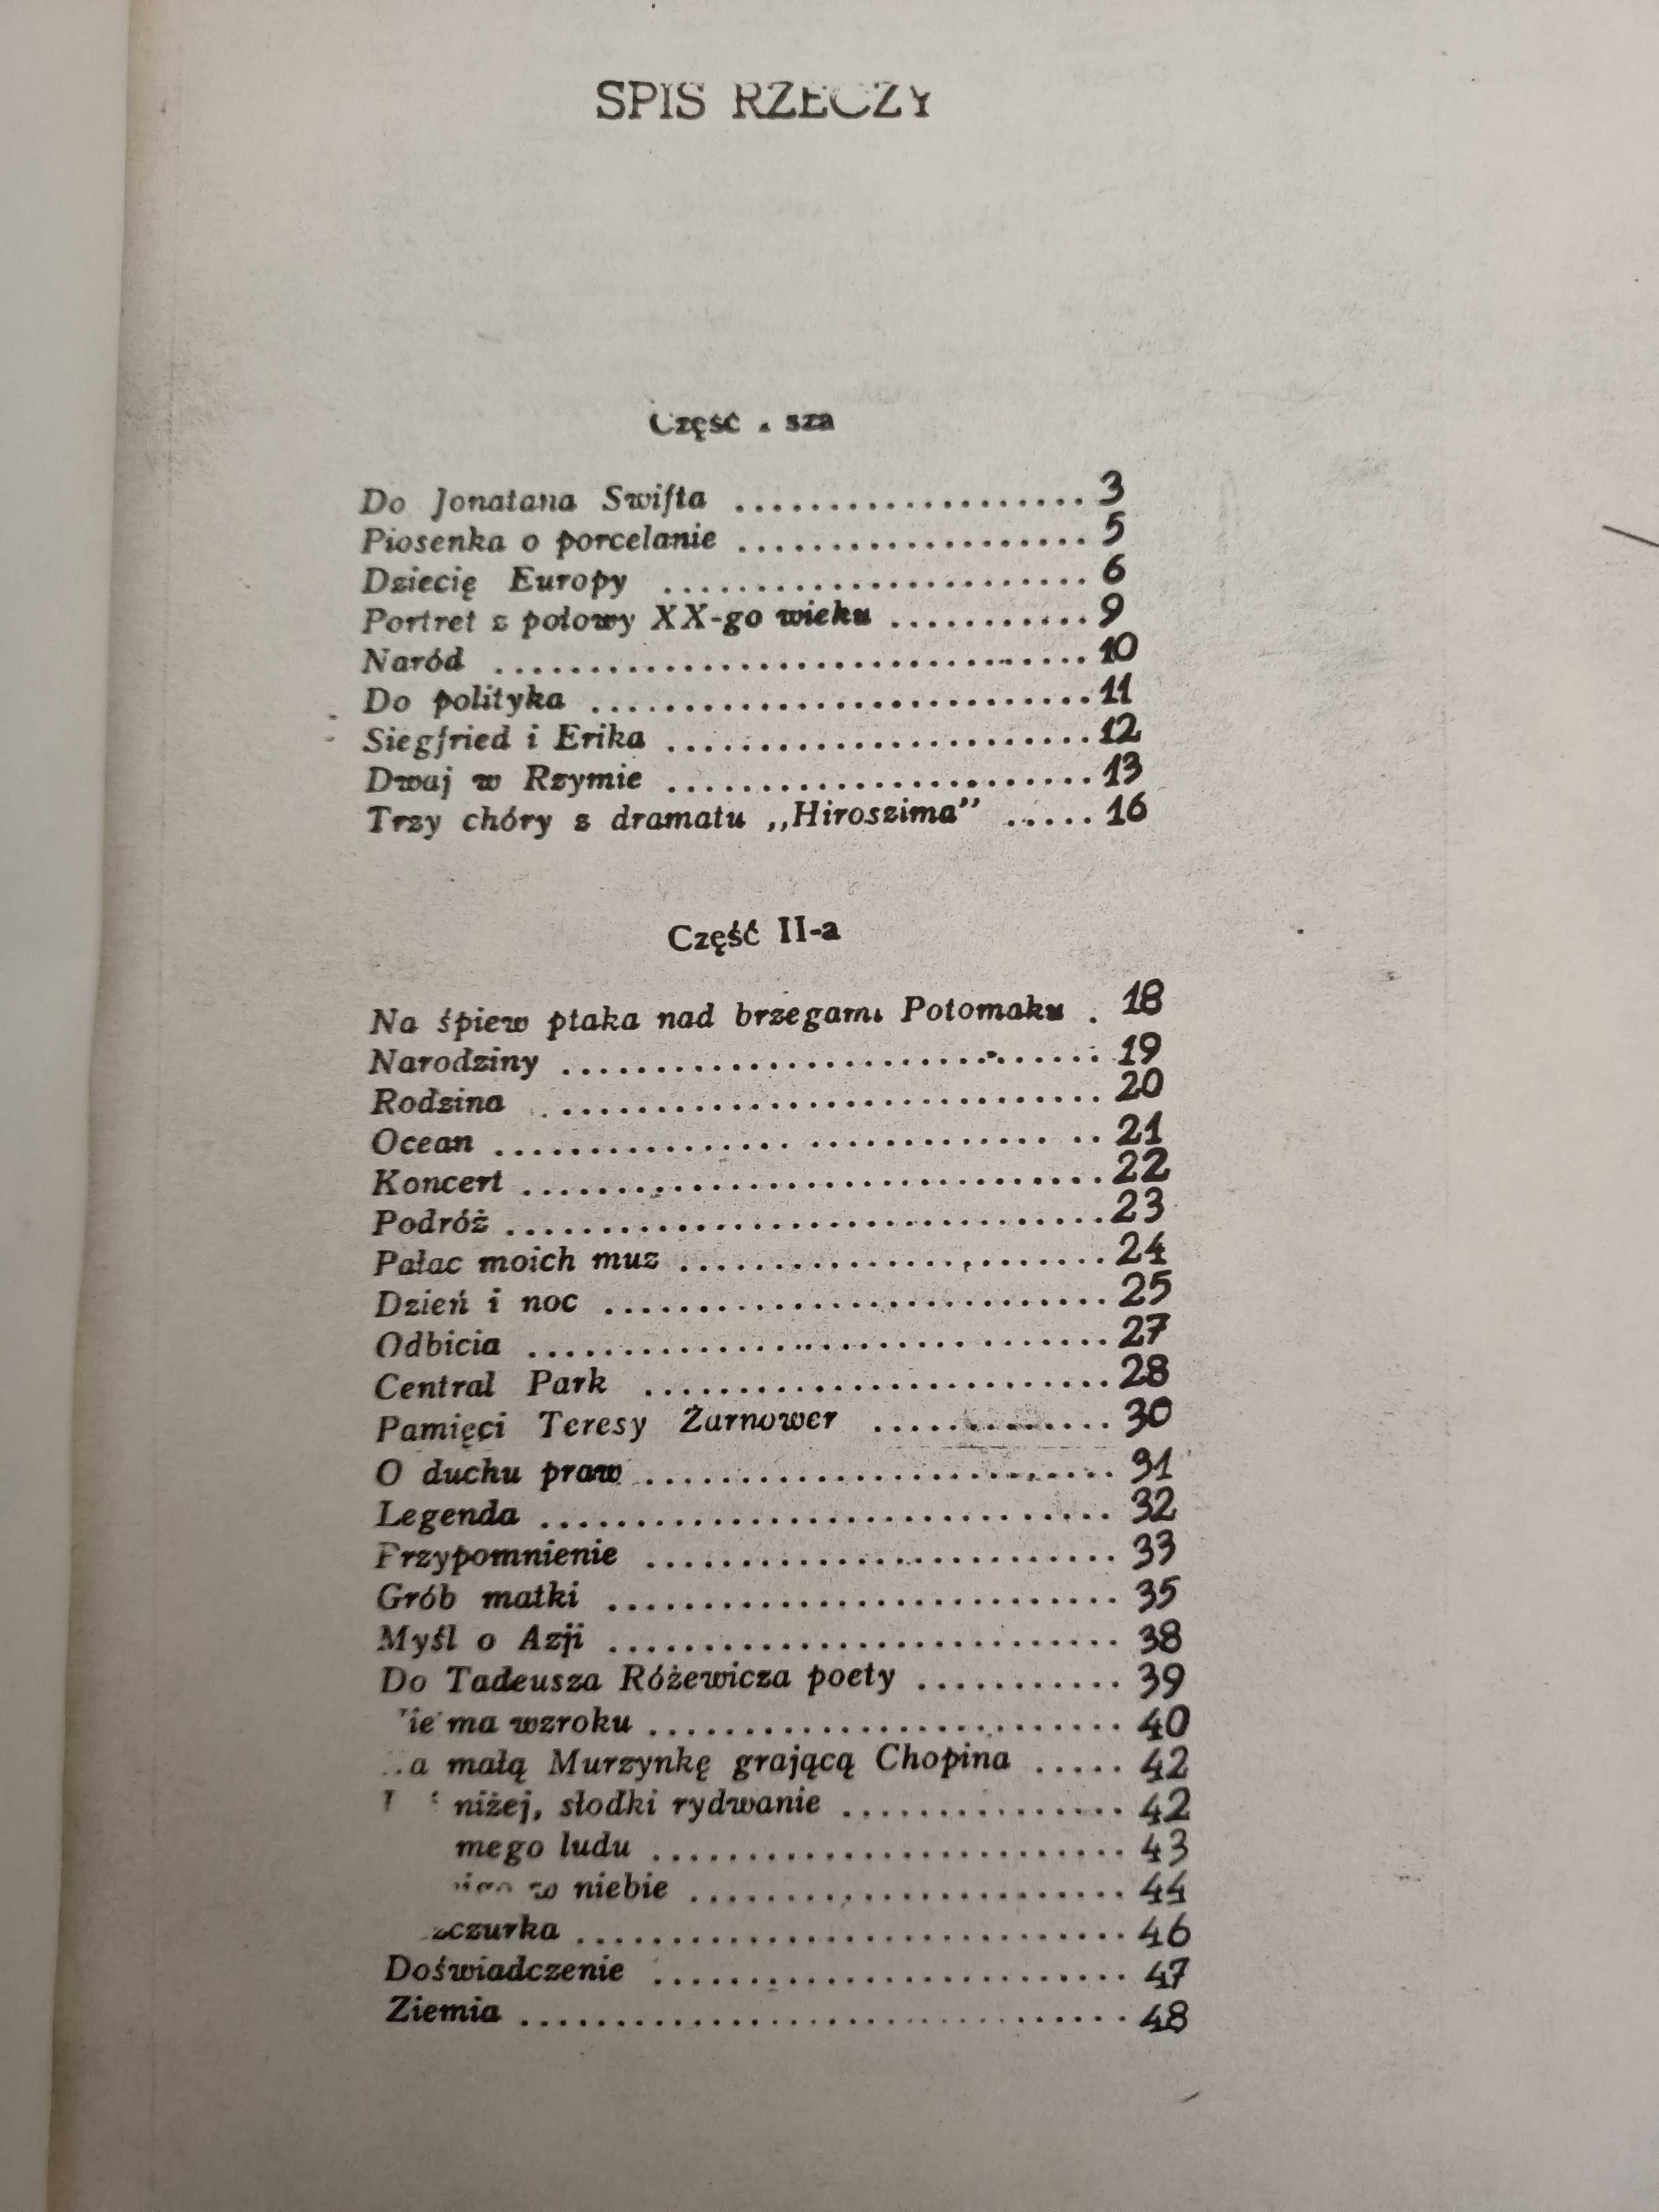 SPIS RZECZY
Część sza
Do Jonatana Swifta .................... 3
Piosenka o porcelanie .................... 5
Dziecię Europy ........................ 6
Portret z połowy XX-go wieku ........... 9
Naród ................................ 10
Do polityka ........................... 11
Siegfried i Erika ........................ 12
Dwaj w Rzymie ........................ 13
Trzy chóry z dramatu „Hiroszima” ..... 16
Część II-a
Na śpiew ptaka nad brzegami Potomaku . 18
Narodziny ............................. 19
Rodzina ............................... 20
Ocean ................................. 21
Koncert ................................ 22
Podróż ................................. 23
Pałac moich muz ....................... 24
Dzień i noc ........................... 25
Odbicia ............................... 27
Central Park ......................... 28
Pamięci Teresy Żarnower ............. 30
O duchu praw ......................... 31
Legenda .............................. 32
Przypomnienie ......................... 33
Grób matki ........................... 35
Myśl o Azji ........................... 38
Do Tadeusza Różewicza poety ........... 39
ma wzroku ......................... 40
małą Murzynkę grającą Chopina ..... 42
niżej, słodki rydwanie ............... 42
mego ludu ......................... 43
w niebie ....................... 44
czurka .............................. 46
Doświadczenie ......................... 47
Ziemia ................................ 48